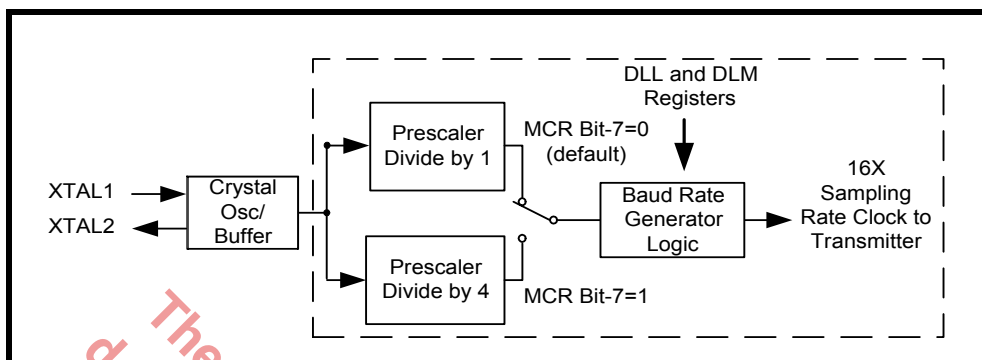 DLL and DLM
Registers
Prescaler
Divide by 1
MCR Bit-7=0
(default)
XTAL1
XTAL2
Crystal
Osc/
Buffer
Baud Rate
Generator
Logic
16X
Sampling
Rate Clock to
Transmitter
Prescaler
Divide by 4
MCR Bit-7=1
The
d